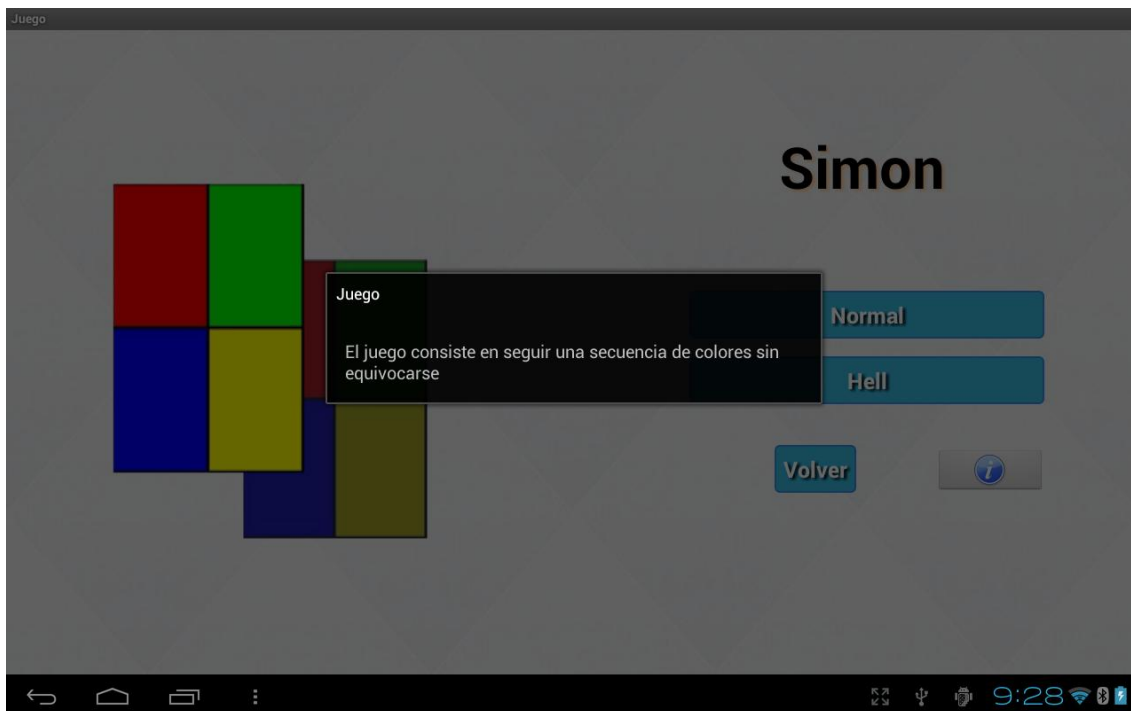 Juego
Simon
Juego
El juego consiste en seguir una secuencia de colores sin
equivocarse
Normal
Hell
Volver
i
9:28